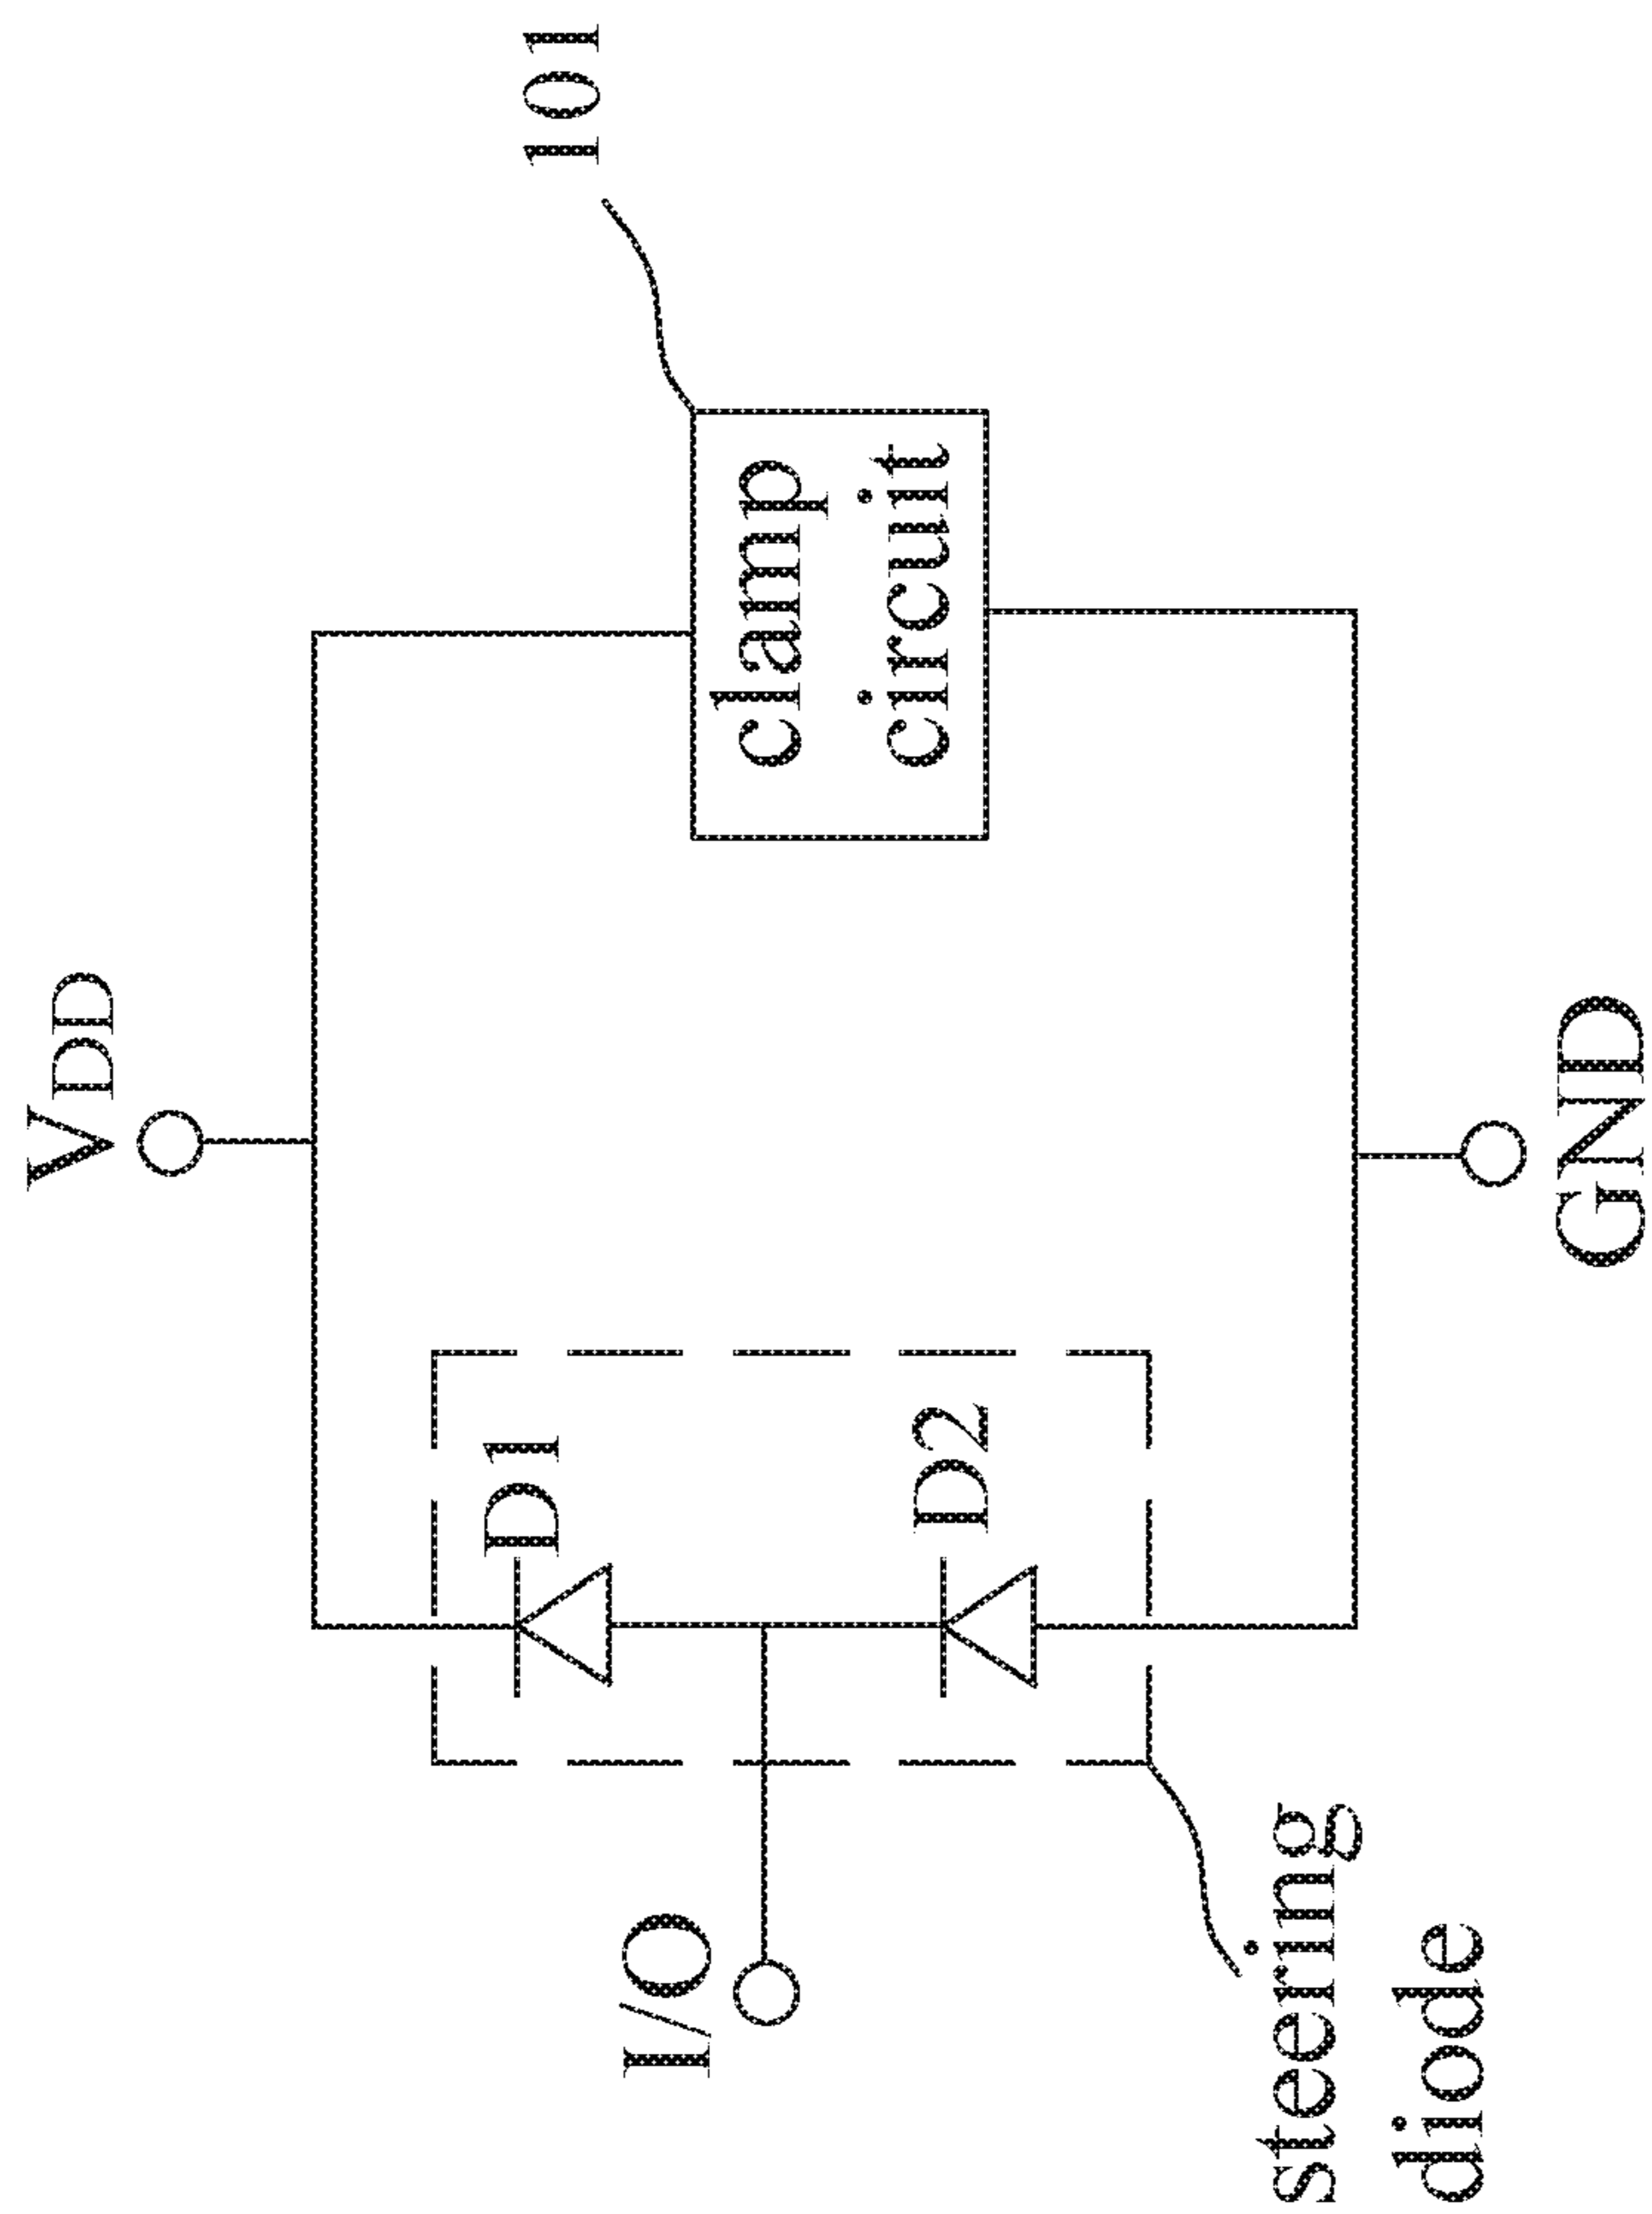 VDD
101
I/O
D1
D2
clamp
circuit
steering
diode
GND